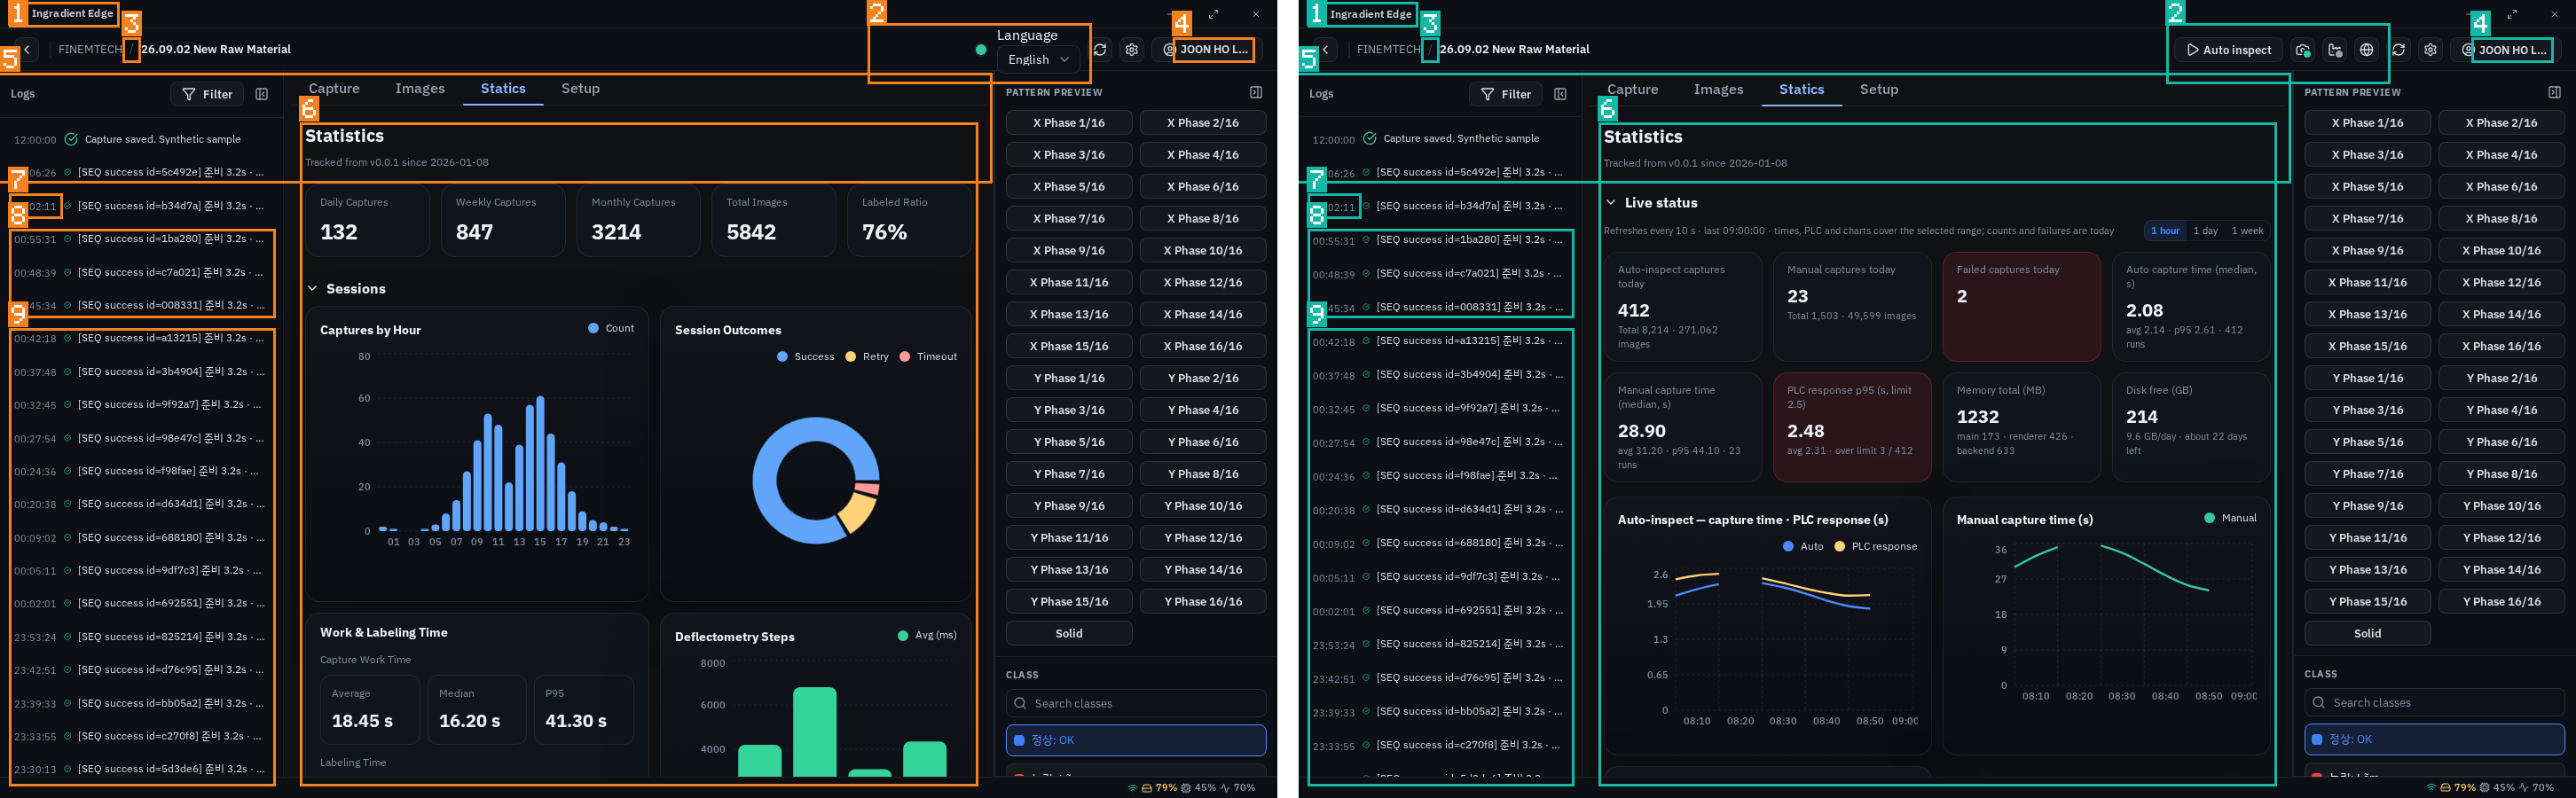 1 Ingradient Edge
2
3
4
5
FINEMTECH / 26.09.02 New Raw Material
Language
English
JOON HO L...
Logs
Filter
Capture Images Statics Setup
PATTERN PREVIEW
6
Statistics
Tracked from v0.0.1 since 2026-01-08
12:00:00 Capture saved. Synthetic sample
06:26 [SEQ success id=5c492e] 준비 3.2s · ...
7
02:11 [SEQ success id=b34d7a] 준비 3.2s · ...
8
00:55:31 [SEQ success id=1ba280] 준비 3.2s · ...
00:48:39 [SEQ success id=c7a021] 준비 3.2s · ...
45:34 [SEQ success id=008331] 준비 3.2s · ...
9
00:42:18 [SEQ success id=a13215] 준비 3.2s · ...
00:37:48 [SEQ success id=3b4904] 준비 3.2s · ...
00:32:45 [SEQ success id=9f92a7] 준비 3.2s · ...
00:27:54 [SEQ success id=98e47c] 준비 3.2s · ...
00:24:36 [SEQ success id=f98fae] 준비 3.2s · ...
00:20:38 [SEQ success id=d634d1] 준비 3.2s · ...
00:09:02 [SEQ success id=688180] 준비 3.2s · ...
00:05:11 [SEQ success id=9df7c3] 준비 3.2s · ...
00:02:01 [SEQ success id=692551] 준비 3.2s · ...
23:53:24 [SEQ success id=825214] 준비 3.2s · ...
23:42:51 [SEQ success id=d76c95] 준비 3.2s · ...
23:39:33 [SEQ success id=bb05a2] 준비 3.2s · ...
23:33:55 [SEQ success id=c270f8] 준비 3.2s · ...
23:30:13 [SEQ success id=5d3de6] 준비 3.2s · ...
Daily Captures
132
Weekly Captures
847
Monthly Captures
3214
Total Images
5842
Labeled Ratio
76%
Sessions
Captures by Hour
Count
80
60
40
20
0
01 03 05 07 09 11 13 15 17 19 21 23
Session Outcomes
Success Retry Timeout
Work & Labeling Time
Capture Work Time
Average
18.45 s
Median
16.20 s
P95
41.30 s
Labeling Time
Deflectometry Steps
Avg (ms)
8000
6000
4000
X Phase 1/16 X Phase 2/16
X Phase 3/16 X Phase 4/16
X Phase 5/16 X Phase 6/16
X Phase 7/16 X Phase 8/16
X Phase 9/16 X Phase 10/16
X Phase 11/16 X Phase 12/16
X Phase 13/16 X Phase 14/16
X Phase 15/16 X Phase 16/16
Y Phase 1/16 Y Phase 2/16
Y Phase 3/16 Y Phase 4/16
Y Phase 5/16 Y Phase 6/16
Y Phase 7/16 Y Phase 8/16
Y Phase 9/16 Y Phase 10/16
Y Phase 11/16 Y Phase 12/16
Y Phase 13/16 Y Phase 14/16
Y Phase 15/16 Y Phase 16/16
Solid
CLASS
Search classes
정상: OK
79% 45% 70%
1 Ingradient Edge
2
3
4
5
FINEMTECH / 26.09.02 New Raw Material
Auto inspect
JOON HO L...
Logs
Filter
Capture Images Statics Setup
PATTERN PREVIEW
6
Statistics
Tracked from v0.0.1 since 2026-01-08
12:00:00 Capture saved. Synthetic sample
06:26 [SEQ success id=5c492e] 준비 3.2s · ...
7
02:11 [SEQ success id=b34d7a] 준비 3.2s · ...
8
00:55:31 [SEQ success id=1ba280] 준비 3.2s · ...
00:48:39 [SEQ success id=c7a021] 준비 3.2s · ...
45:34 [SEQ success id=008331] 준비 3.2s · ...
9
00:42:18 [SEQ success id=a13215] 준비 3.2s · ...
00:37:48 [SEQ success id=3b4904] 준비 3.2s · ...
00:32:45 [SEQ success id=9f92a7] 준비 3.2s · ...
00:27:54 [SEQ success id=98e47c] 준비 3.2s · ...
00:24:36 [SEQ success id=f98fae] 준비 3.2s · ...
00:20:38 [SEQ success id=d634d1] 준비 3.2s · ...
00:09:02 [SEQ success id=688180] 준비 3.2s · ...
00:05:11 [SEQ success id=9df7c3] 준비 3.2s · ...
00:02:01 [SEQ success id=692551] 준비 3.2s · ...
23:53:24 [SEQ success id=825214] 준비 3.2s · ...
23:42:51 [SEQ success id=d76c95] 준비 3.2s · ...
23:39:33 [SEQ success id=bb05a2] 준비 3.2s · ...
23:33:55 [SEQ success id=c270f8] 준비 3.2s · ...
Live status
Refreshes every 10 s · last 09:00:00 · times, PLC and charts cover the selected range; counts and failures are today
1 hour 1 day 1 week
Auto-inspect captures
today
412
Total 8,214 · 271,062
images
Manual captures today
23
Total 1,503 · 49,599 images
Failed captures today
2
Auto capture time (median,
s)
2.08
avg 2.14 · p95 2.61 · 412
runs
Manual capture time
(median, s)
28.90
avg 31.20 · p95 44.10 · 23
runs
PLC response p95 (s, limit
2.5)
2.48
avg 2.31 · over limit 3 / 412
Memory total (MB)
1232
main 173 · renderer 426 ·
backend 633
Disk free (GB)
214
9.6 GB/day · about 22 days
left
Auto-inspect — capture time · PLC response (s)
Auto PLC response
2.6
1.95
1.3
0.65
0
08:10 08:20 08:30 08:40 08:50 09:00
Manual capture time (s)
Manual
36
27
18
9
0
08:10 08:20 08:30 08:40 08:50 09:00
X Phase 1/16 X Phase 2/16
X Phase 3/16 X Phase 4/16
X Phase 5/16 X Phase 6/16
X Phase 7/16 X Phase 8/16
X Phase 9/16 X Phase 10/16
X Phase 11/16 X Phase 12/16
X Phase 13/16 X Phase 14/16
X Phase 15/16 X Phase 16/16
Y Phase 1/16 Y Phase 2/16
Y Phase 3/16 Y Phase 4/16
Y Phase 5/16 Y Phase 6/16
Y Phase 7/16 Y Phase 8/16
Y Phase 9/16 Y Phase 10/16
Y Phase 11/16 Y Phase 12/16
Y Phase 13/16 Y Phase 14/16
Y Phase 15/16 Y Phase 16/16
Solid
CLASS
Search classes
정상: OK
79% 45% 70%